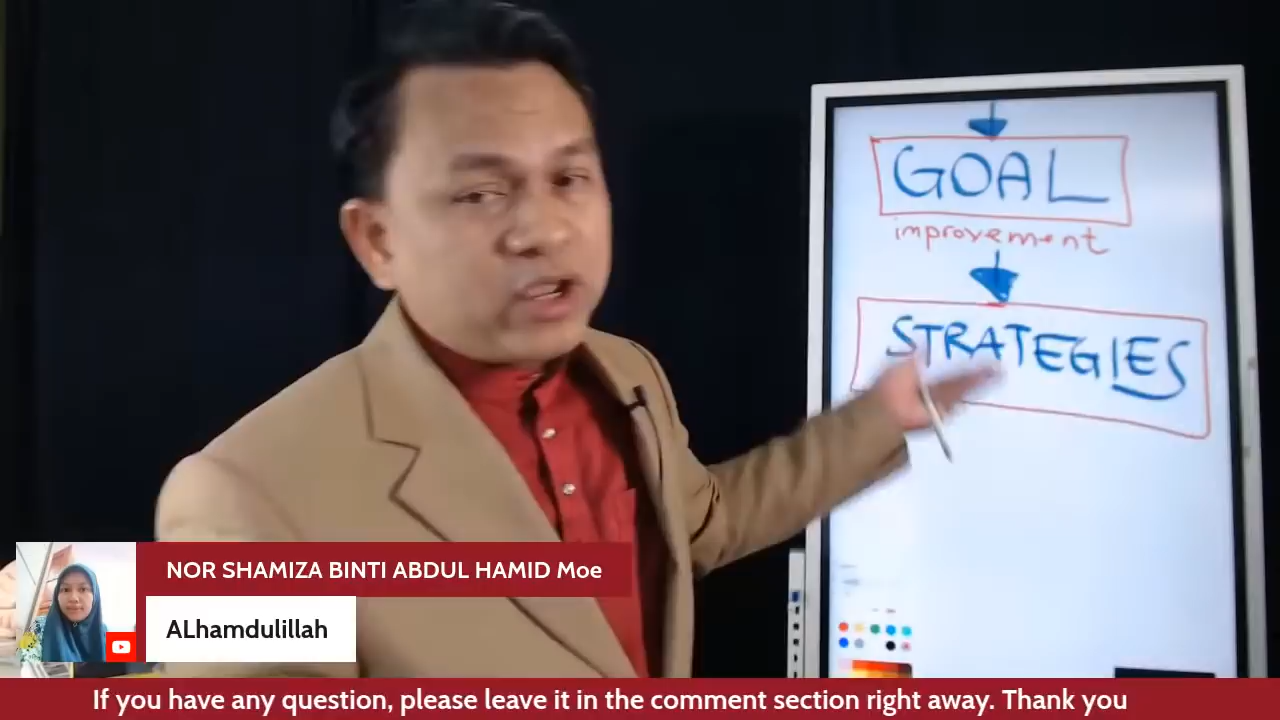 GOAL
improvement
STRATEGIES
NOR SHAMIZA BINTI ABDUL HAMID Moe
ALhamdulillah
If you have any question, please leave it in the comment section right away. Thank you